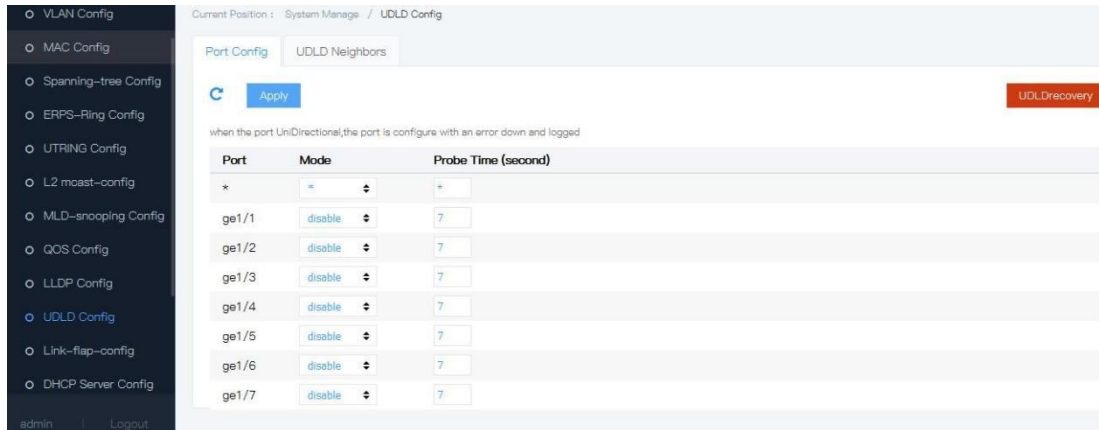 VLAN Config
MAC Config
Spanning-tree Config
ERPS-Ring Config
UTRING Config
L2 mcast-config
MLD-snooping Config
QOS Config
LLDP Config
UDLD Config
Link-flap-config
DHCP Server Config
admin | Logout
Current Position : System Manage / UDLD Config
Port Config UDLD Neighbors
Apply UDLDrecovery
when the port UniDirectional,the port is configure with an error down and logged
Port Mode Probe Time (second)
* * *
ge1/1 disable 7
ge1/2 disable 7
ge1/3 disable 7
ge1/4 disable 7
ge1/5 disable 7
ge1/6 disable 7
ge1/7 disable 7